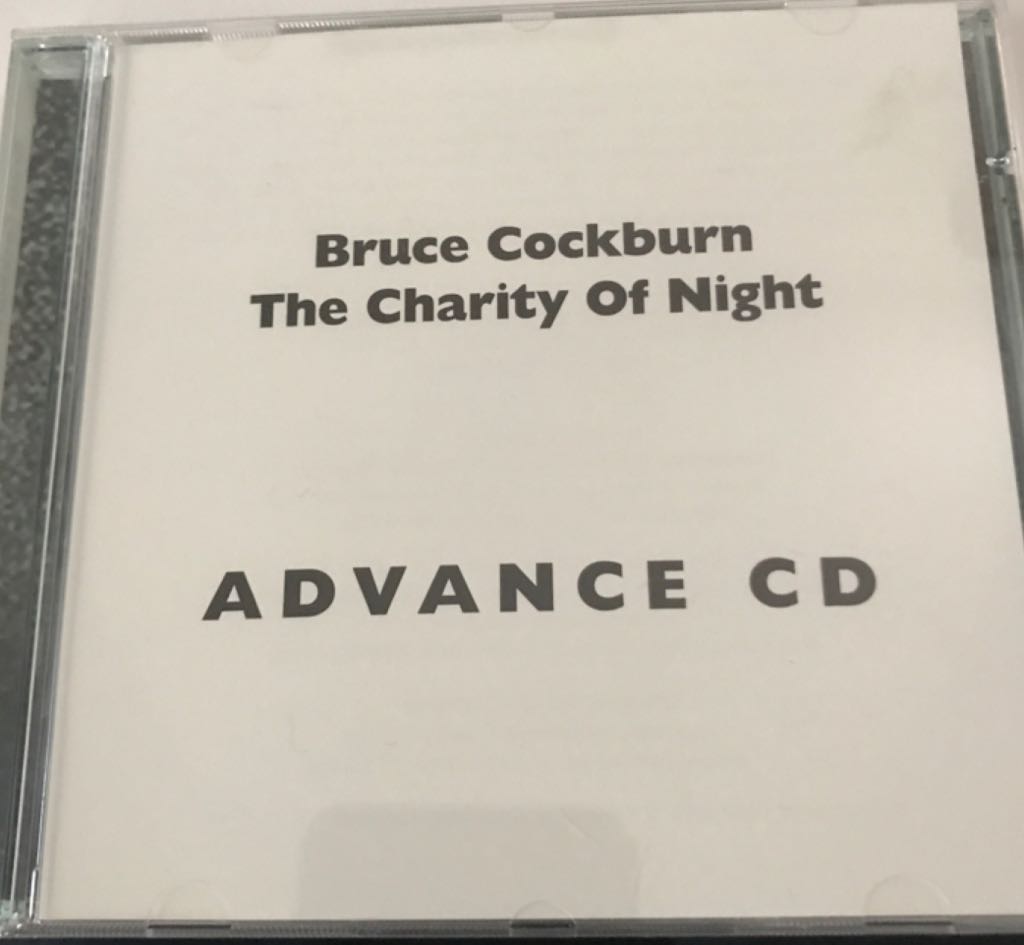 Bruce Cockburn
The Charity Of Night
ADVANCE CD